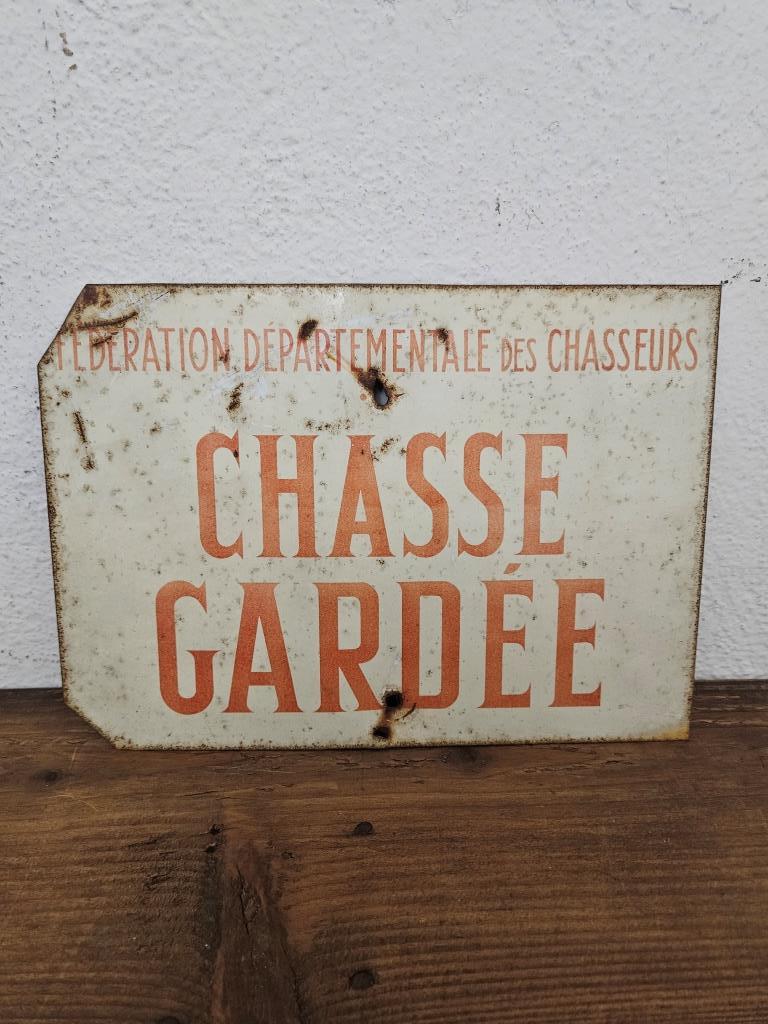 FÉDÉRATION DÉPARTEMENTALE DES CHASSEURS
CHASSE
GARDÉE